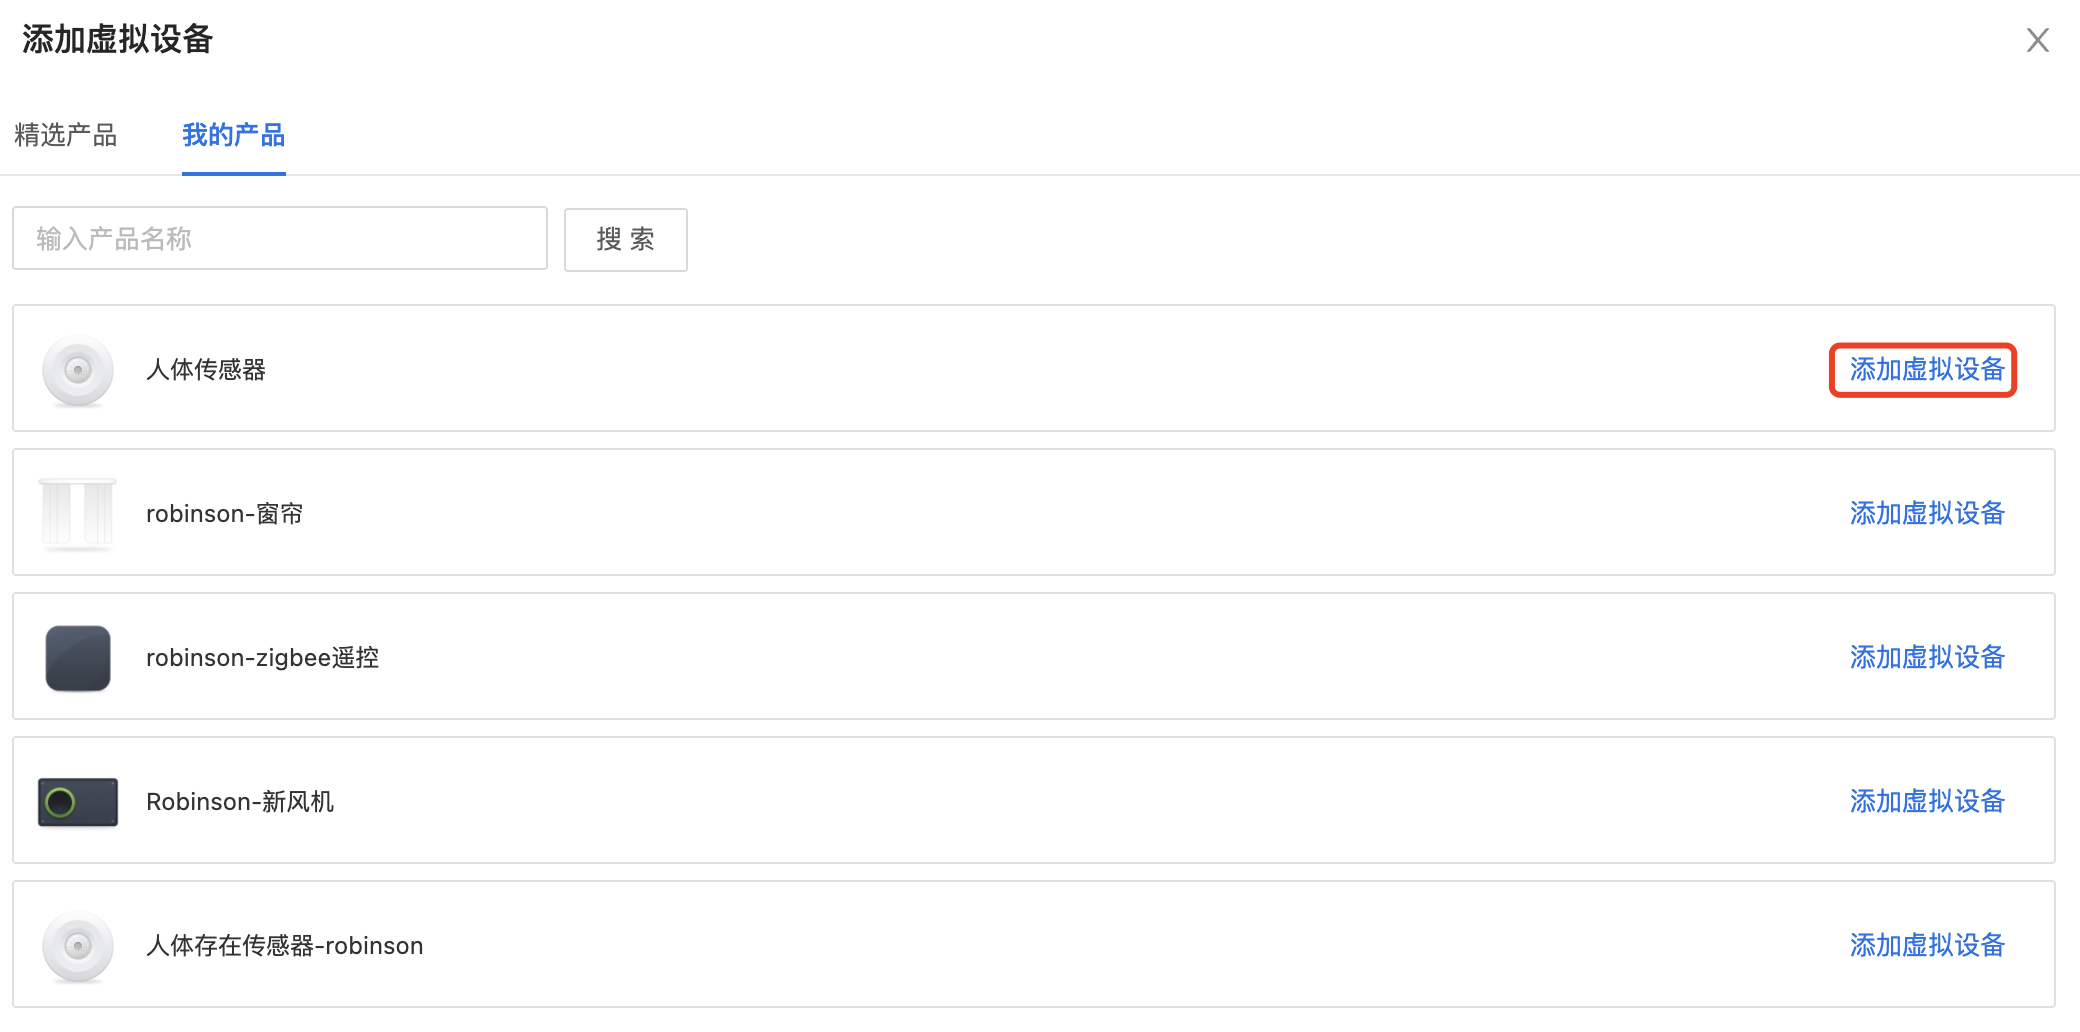 添加虚拟设备
精选产品 我的产品
输入产品名称 搜 索
人体传感器 添加虚拟设备
robinson-窗帘 添加虚拟设备
robinson-zigbee遥控 添加虚拟设备
Robinson-新风机 添加虚拟设备
人体存在传感器-robinson 添加虚拟设备